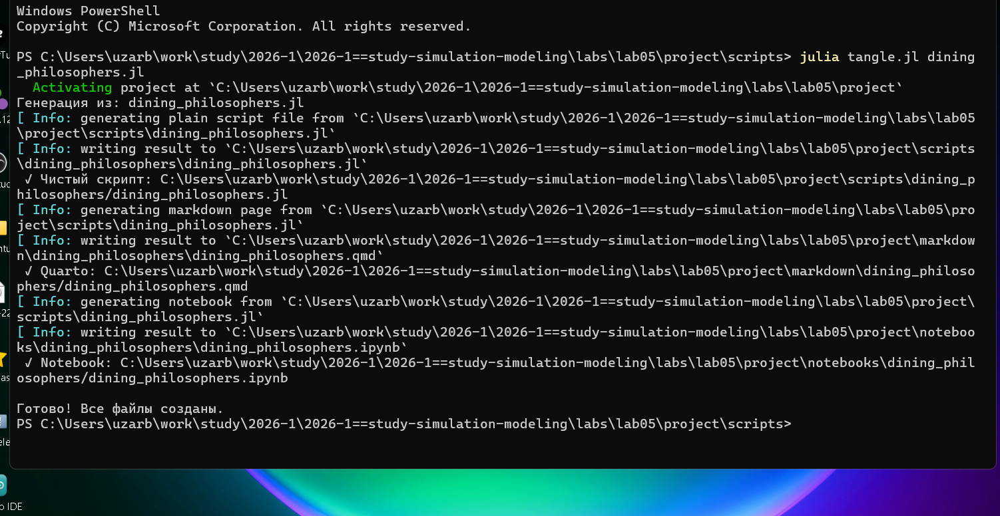 Windows PowerShell
Copyright (C) Microsoft Corporation. All rights reserved.
PS C:\Users\uzarb\work\study\2026-1\2026-1==study-simulation-modeling\labs\lab05\project\scripts> julia tangle.jl dining
_philosophers.jl
  Activating project at `C:\Users\uzarb\work\study\2026-1\2026-1==study-simulation-modeling\labs\lab05\project`
Генерация из: dining_philosophers.jl
[ Info: generating plain script file from `C:\Users\uzarb\work\study\2026-1\2026-1==study-simulation-modeling\labs\lab05
\project\scripts\dining_philosophers.jl`
[ Info: writing result to `C:\Users\uzarb\work\study\2026-1\2026-1==study-simulation-modeling\labs\lab05\project\scripts
\dining_philosophers\dining_philosophers.jl`
 √ Чистый скрипт: C:\Users\uzarb\work\study\2026-1\2026-1==study-simulation-modeling\labs\lab05\project\scripts\dining_p
hilosophers/dining_philosophers.jl
[ Info: generating markdown page from `C:\Users\uzarb\work\study\2026-1\2026-1==study-simulation-modeling\labs\lab05\pro
ject\scripts\dining_philosophers.jl`
[ Info: writing result to `C:\Users\uzarb\work\study\2026-1\2026-1==study-simulation-modeling\labs\lab05\project\markdow
n\dining_philosophers\dining_philosophers.qmd`
 √ Quarto: C:\Users\uzarb\work\study\2026-1\2026-1==study-simulation-modeling\labs\lab05\project\markdown\dining_philoso
phers/dining_philosophers.qmd
[ Info: generating notebook from `C:\Users\uzarb\work\study\2026-1\2026-1==study-simulation-modeling\labs\lab05\project\
scripts\dining_philosophers.jl`
[ Info: writing result to `C:\Users\uzarb\work\study\2026-1\2026-1==study-simulation-modeling\labs\lab05\project\noteboo
ks\dining_philosophers\dining_philosophers.ipynb`
 √ Notebook: C:\Users\uzarb\work\study\2026-1\2026-1==study-simulation-modeling\labs\lab05\project\notebooks\dining_phil
osophers/dining_philosophers.ipynb
Готово! Все файлы созданы.
PS C:\Users\uzarb\work\study\2026-1\2026-1==study-simulation-modeling\labs\lab05\project\scripts>
IDE